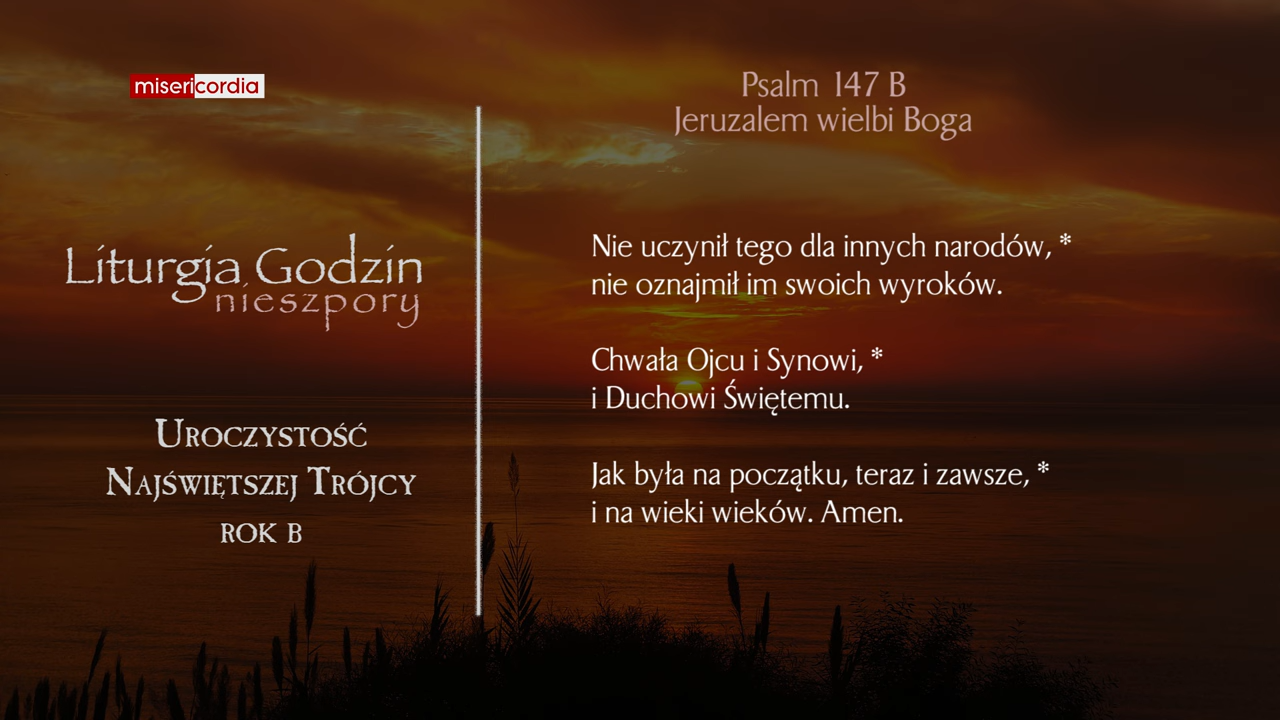 misericordia
Liturgia Godzin
nieszpory
Uroczystość
Najświętszej Trójcy
rok B
Psalm 147 B
Jeruzalem wielbi Boga
Nie uczynił tego dla innych narodów, *
nie oznajmił im swoich wyroków.
Chwała Ojcu i Synowi, *
i Duchowi Świętemu.
Jak była na początku, teraz i zawsze, *
i na wieki wieków. Amen.